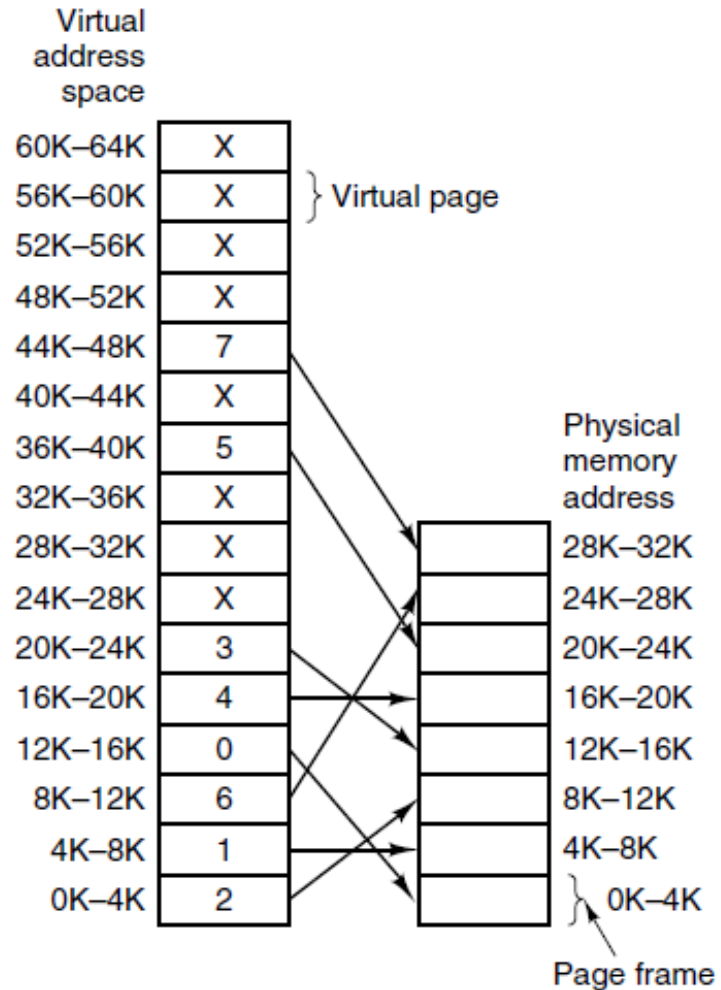 Virtual
address
space
60K–64K X
56K–60K X Virtual page
52K–56K X
48K–52K X
44K–48K 7
40K–44K X
36K–40K 5
32K–36K X
28K–32K X
24K–28K X
20K–24K 3
16K–20K 4
12K–16K 0
8K–12K 6
4K–8K 1
0K–4K 2
Physical
memory
address
28K–32K
24K–28K
20K–24K
16K–20K
12K–16K
8K–12K
4K–8K
0K–4K
Page frame